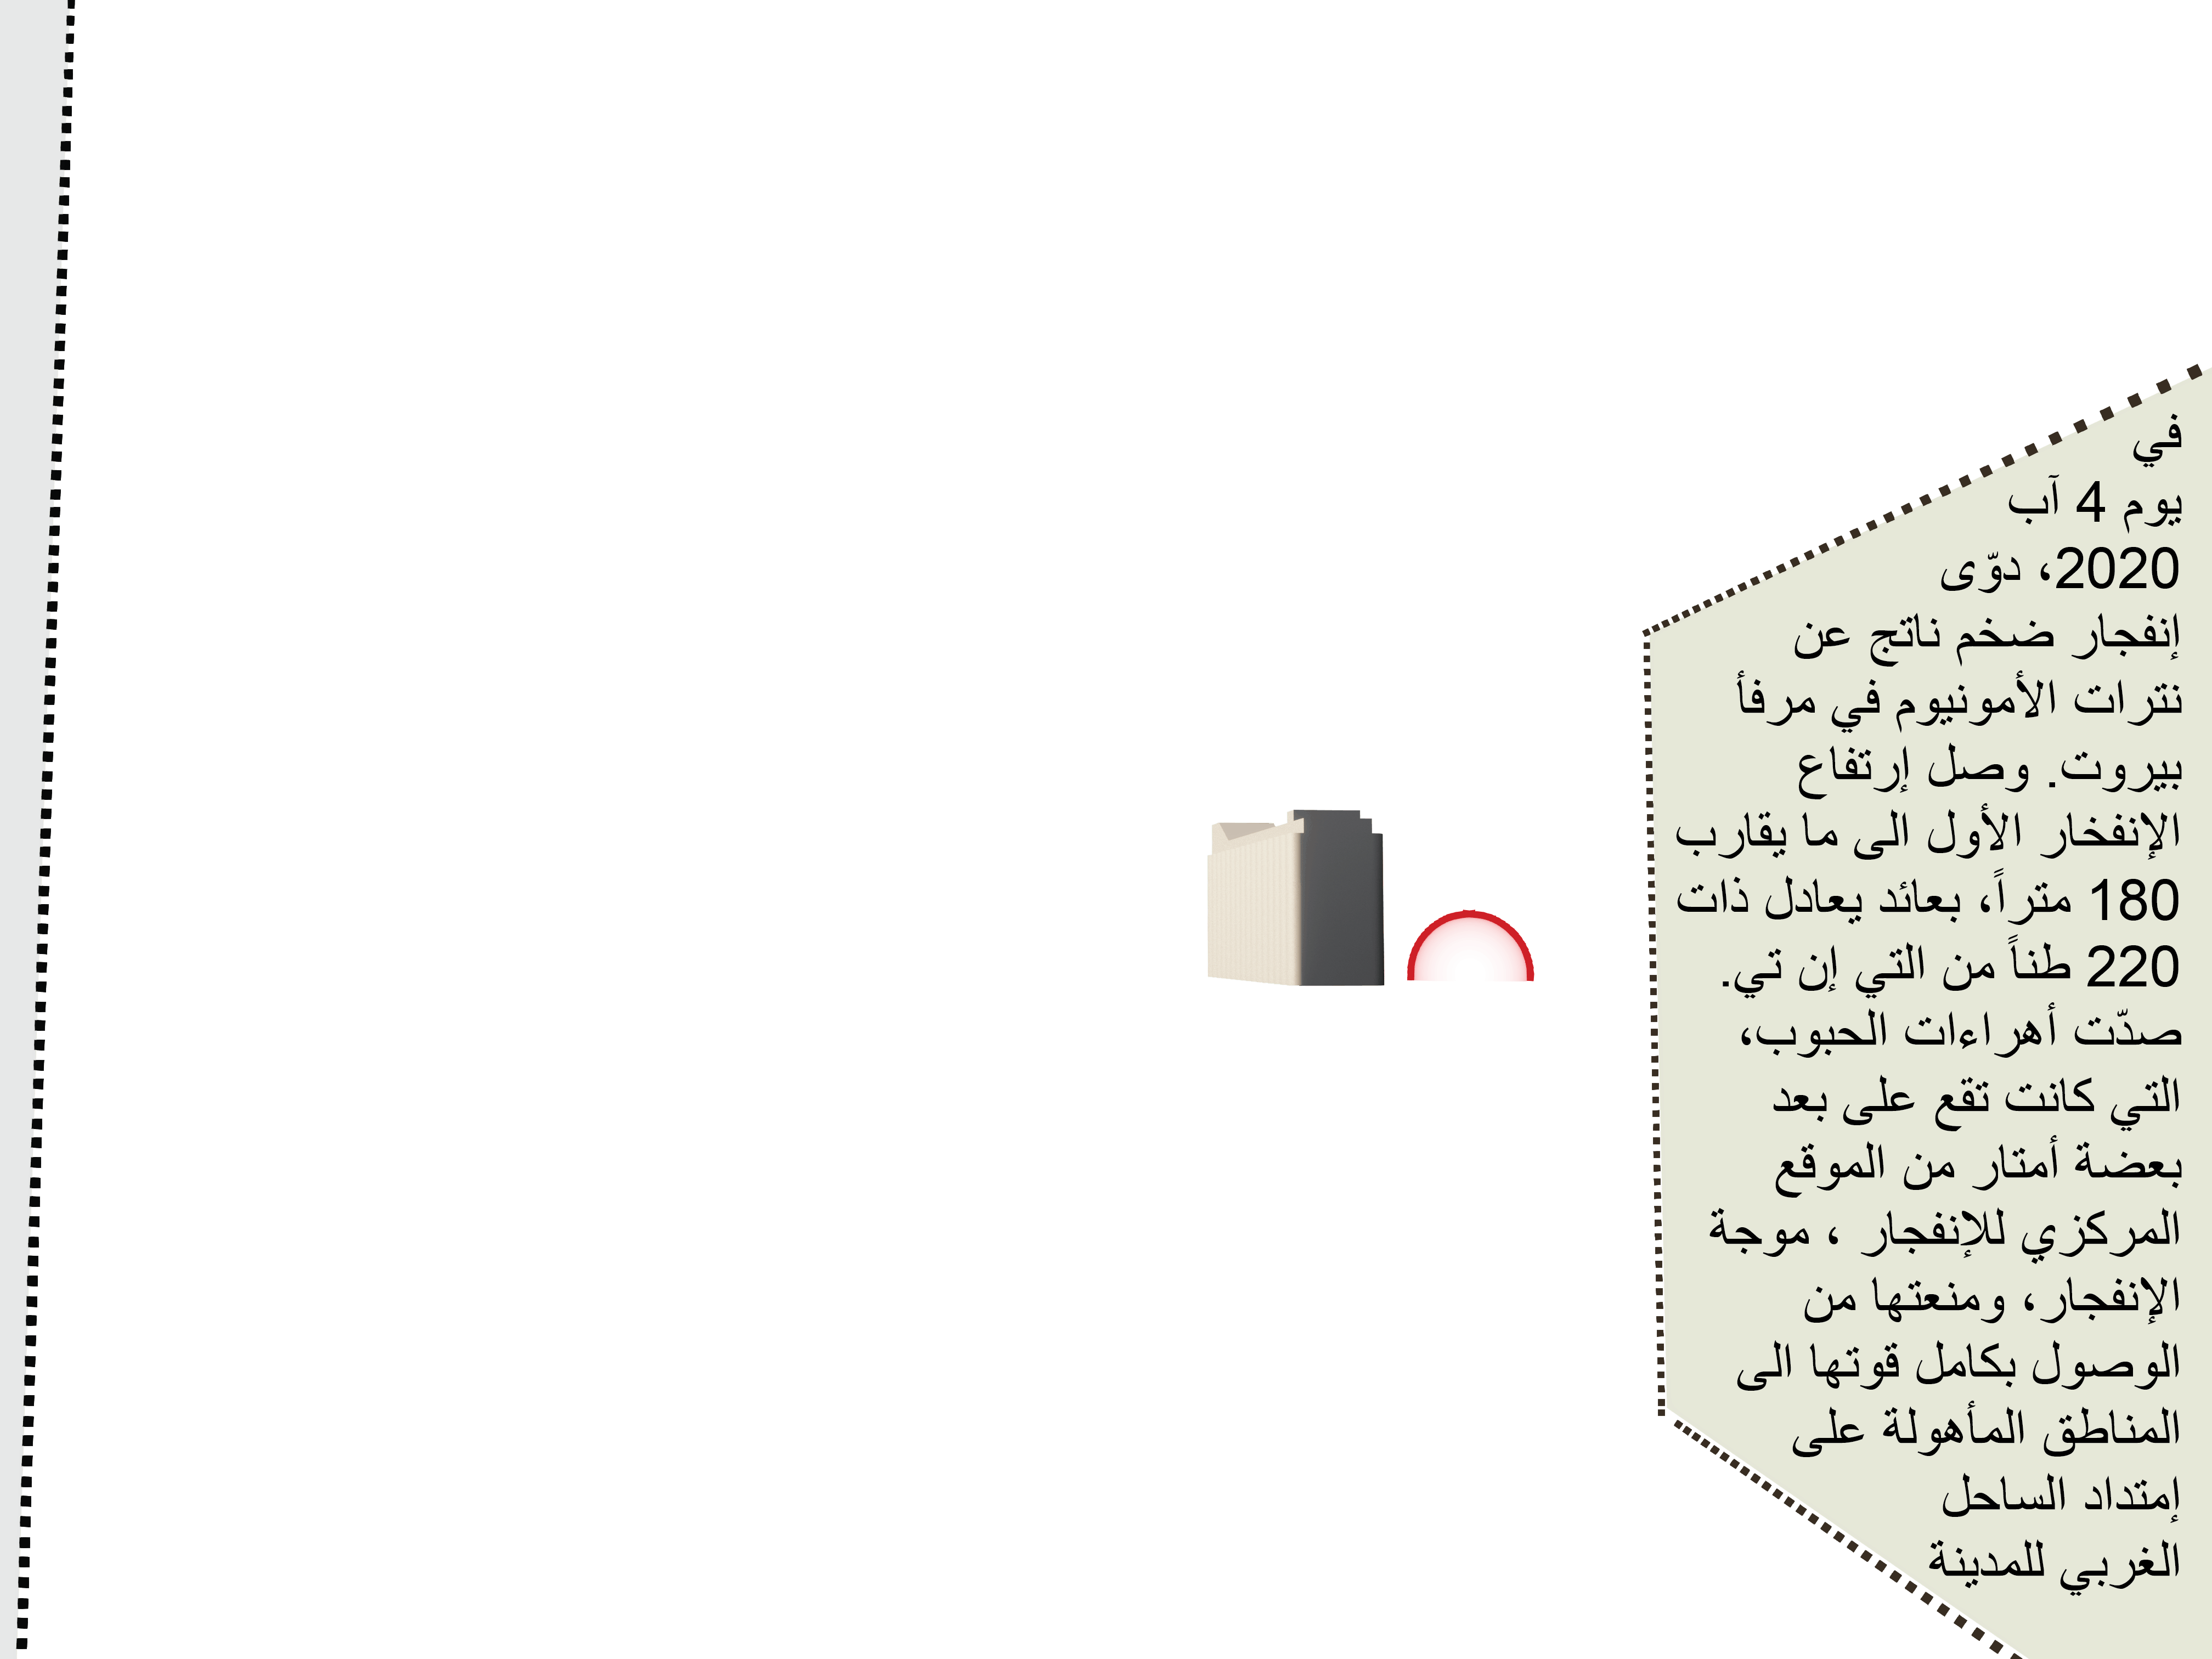 في
يوم 4 آب
2020، دوّى
إنفجار ضخم ناتج عن
نترات الأمونيوم في مرفأ
بيروت. وصل إرتفاع
الإنفخار الأول الى ما يقارب
180 متراً، بعائد يعادل ذات
220 طناً من التي إن تي.
صدّت أهراءات الحبوب،
التي كانت تقع على بعد
بعضة أمتار من الموقع
المركزي للإنفجار ، موجة
الإنفجار، ومنعتها من
الوصول بكامل قوتها الى
المناطق المأهولة على
إمتداد الساحل
الغربي للمدينة